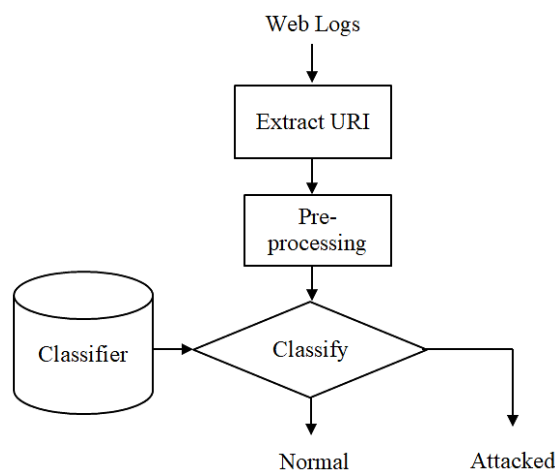 Web Logs
Extract URI
Pre-
processing
Classifier
Classify
Normal
Attacked